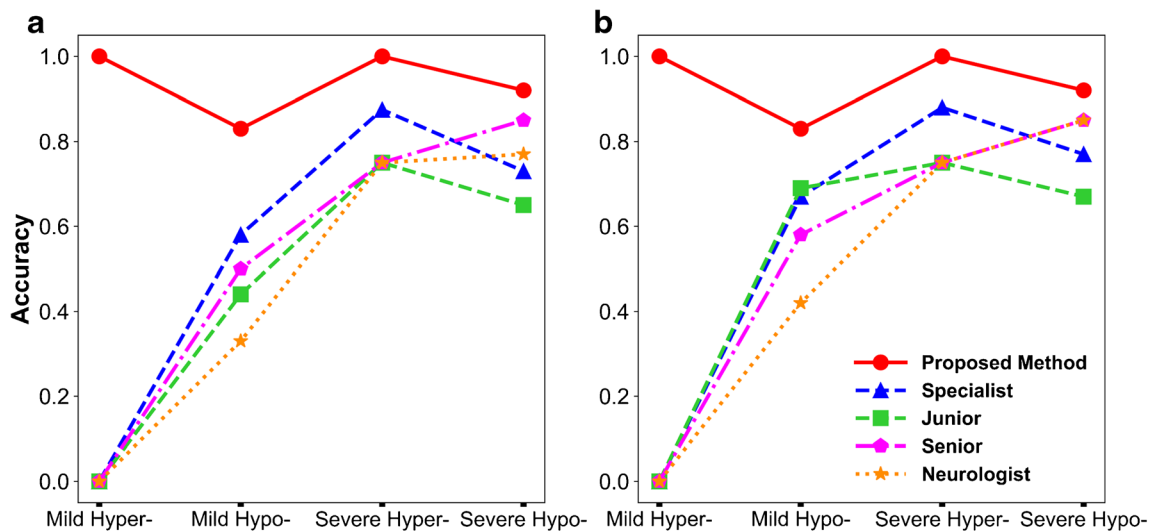 a
b
Accuracy
1.0
0.8
0.6
0.4
0.2
0.0
Mild Hyper-
Mild Hypo-
Severe Hyper-
Severe Hypo-
1.0
0.8
0.6
0.4
0.2
0.0
Mild Hyper-
Mild Hypo-
Severe Hyper-
Severe Hypo-
Proposed Method
Specialist
Junior
Senior
Neurologist